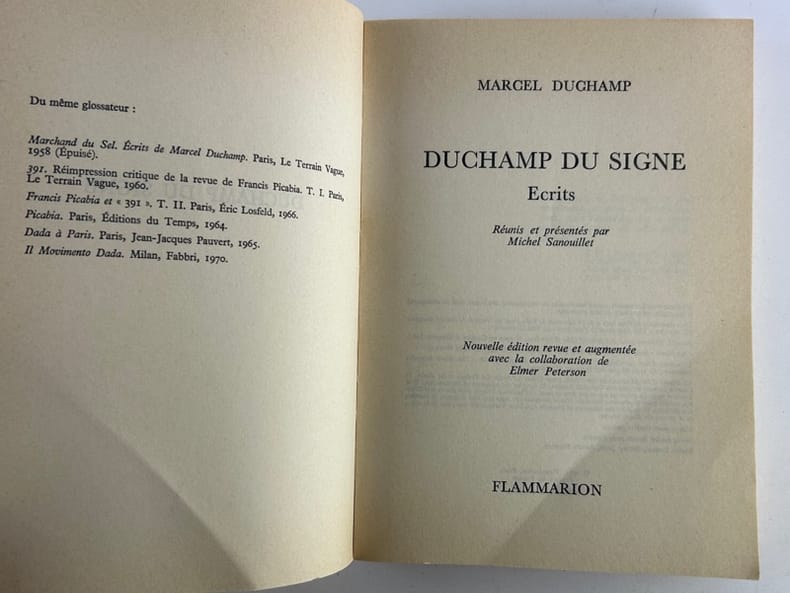 Du même glossateur :
Marchand du Sel. Écrits de Marcel Duchamp. Paris, Le Terrain Vague,
1958 (Épuisé).
391. Réimpression critique de la revue de Francis Picabia. T. I. Paris,
Le Terrain Vague, 1960.
Francis Picabia et « 391 ». T. II. Paris, Éric Losfeld, 1966.
Picabia. Paris, Éditions du Temps, 1964.
Dada à Paris. Paris, Jean-Jacques Pauvert, 1965.
Il Movimento Dada. Milan, Fabbri, 1970.
MARCEL DUCHAMP
DUCHAMP DU SIGNE
Ecrits
Réunis et présentés par
Michel Sanouillet
Nouvelle édition revue et augmentée
avec la collaboration de
Elmer Peterson
FLAMMARION